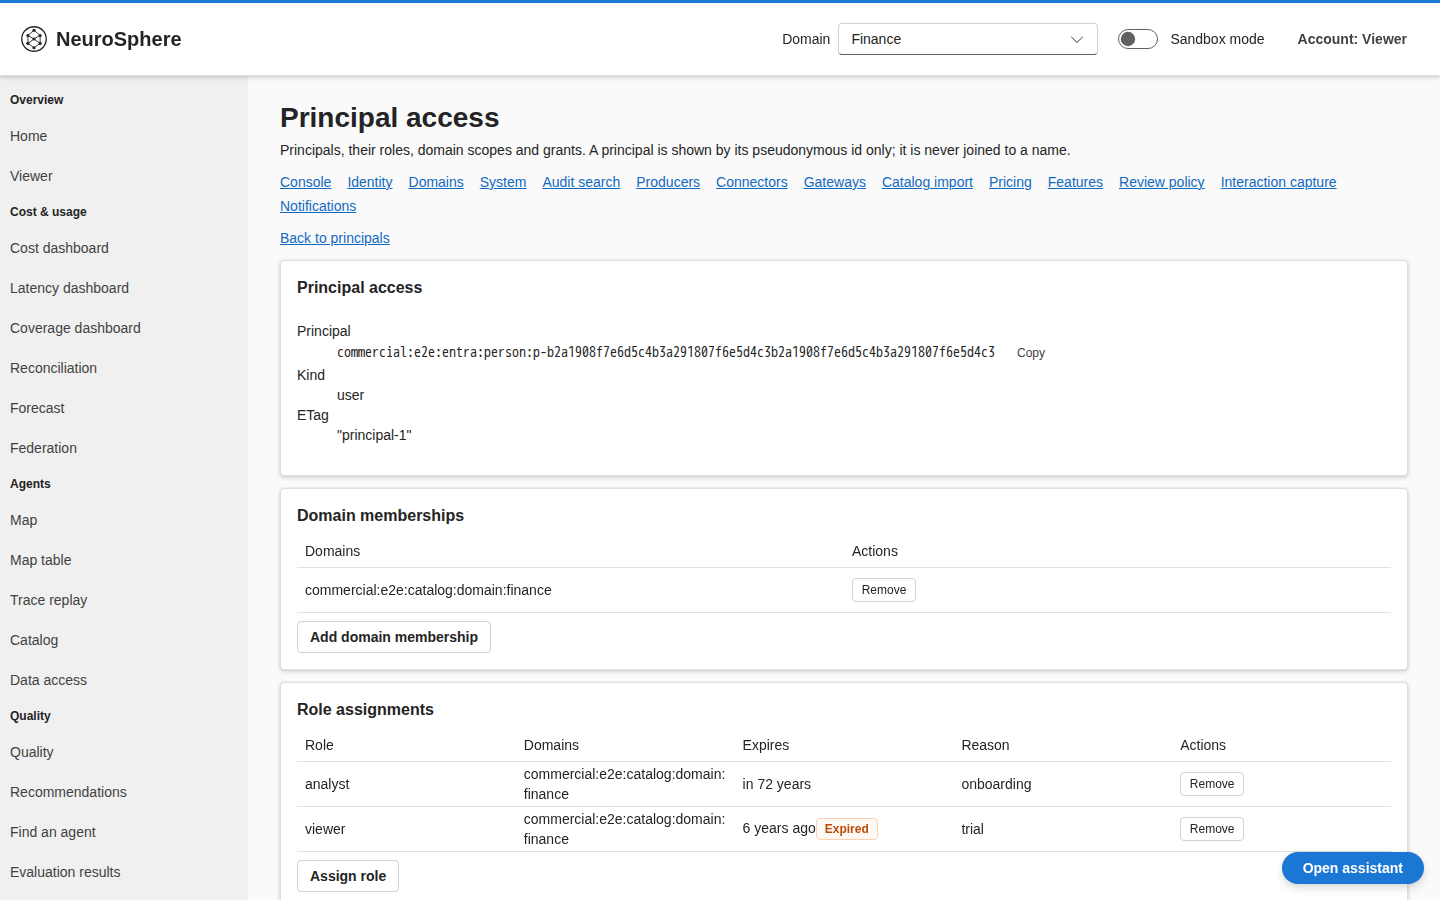 NeuroSphere
Domain
Finance
Sandbox mode
Account: Viewer
Overview
Home
Viewer
Cost & usage
Cost dashboard
Latency dashboard
Coverage dashboard
Reconciliation
Forecast
Federation
Agents
Map
Map table
Trace replay
Catalog
Data access
Quality
Quality
Recommendations
Find an agent
Evaluation results
Principal access
Principals, their roles, domain scopes and grants. A principal is shown by its pseudonymous id only; it is never joined to a name.
Console Identity Domains System Audit search Producers Connectors Gateways Catalog import Pricing Features Review policy Interaction capture
Notifications
Back to principals
Principal access
Principal
commercial:e2e:entra:person:p-b2a1908f7e6d5c4b3a291807f6e5d4c3b2a1908f7e6d5c4b3a291807f6e5d4c3 Copy
Kind
user
ETag
"principal-1"
Domain memberships
Domains Actions
commercial:e2e:catalog:domain:finance Remove
Add domain membership
Role assignments
Role Domains Expires Reason Actions
analyst commercial:e2e:catalog:domain:finance in 72 years onboarding Remove
viewer commercial:e2e:catalog:domain:finance 6 years ago Expired trial Remove
Assign role
Open assistant